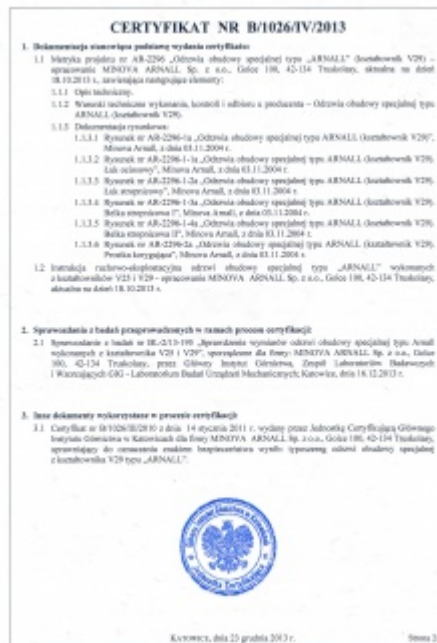 CERTYFIKAT NR B/1026/IV/2013
1. Dokumentacja stanowiąca podstawę wydania certyfikatu:
1.1 Metryka projektu nr AR-2296 „Odrzwia obudowy specjalnej typu „ARNALL” (kształtownik V29) –
opracowanie MINOVA ARNALL Sp. z o.o., Golce 100, 42-134 Truskolasy, aktualna na dzień
18.10.2013 r., zawierająca następujące elementy:
1.1.1 Opis techniczny.
1.1.2 Warunki techniczne wykonania, kontroli i odbioru u producenta – Odrzwia obudowy specjalnej typu
ARNALL (kształtownik V29).
1.1.3 Dokumentacja rysunkowa:
1.1.3.1 Rysunek nr AR-2296-1a „Odrzwia obudowy specjalnej typu ARNALL (kształtownik V29)”,
Minova Arnall, z dnia 03.11.2004 r.
1.1.3.2 Rysunek nr AR-2296-1-1a „Odrzwia obudowy specjalnej typu ARNALL (kształtownik V29).
Łuk ociosowy”, Minova Arnall, z dnia 03.11.2004 r.
1.1.3.3 Rysunek nr AR-2296-1-2a „Odrzwia obudowy specjalnej typu ARNALL (kształtownik V29).
Łuk stropnicowy”, Minova Arnall, z dnia 03.11.2004 r.
1.1.3.4 Rysunek nr AR-2296-1-3a „Odrzwia obudowy specjalnej typu ARNALL (kształtownik V29).
Belka stropnicowa I”, Minova Arnall, z dnia 03.11.2004 r.
1.1.3.5 Rysunek nr AR-2296-1-4a „Odrzwia obudowy specjalnej typu ARNALL (kształtownik V29).
Belka stropnicowa II”, Minova Arnall, z dnia 03.11.2004 r.
1.1.3.6 Rysunek nr AR-2296-2a „Odrzwia obudowy specjalnej typu ARNALL (kształtownik V29).
Prostka korygująca”, Minova Arnall, z dnia 03.11.2004 r.
1.2 Instrukcja ruchowo-eksploatacyjna odrzwi obudowy specjalnej typu „ARNALL” wykonanych
z kształtowników V25 i V29 – opracowanie MINOVA ARNALL Sp. z o.o., Golce 100, 42-134 Truskolasy,
aktualna na dzień 18.10.2013 r.
2. Sprawozdania z badań przeprowadzonych w ramach procesu certyfikacji:
2.1 Sprawozdanie z badań nr „Sprawdzenie wymiarów odrzwi obudowy specjalnej typu Arnall
wykonanych z kształtownika V25 i V29”, sporządzone dla firmy: MINOVA ARNALL Sp. z o.o., Golce
100, 42-134 Truskolasy, przez Główny Instytut Górnictwa, Zespół Laboratoriów Badawczych
i Wzorcujących GIG – Laboratorium Badań Urządzeń Mechanicznych; Katowice, dnia 16.12.2013 r.
3. Inne dokumenty wykorzystane w procesie certyfikacji:
3.1 Certyfikat nr B/1026/III/2010 z dnia 14 stycznia 2011 r. wydany przez Jednostkę Certyfikującą Głównego
Instytutu Górnictwa w Katowicach dla firmy MINOVA ARNALL Sp. z o.o., Golce 100, 42-134 Truskolasy,
uprawniający do oznaczania znakiem bezpieczeństwa wyrobu typoszereg odrzwi obudowy specjalnej
z kształtownika V29 typu „ARNALL”.
KATOWICE, dnia 23 grudnia 2013 r.
Strona